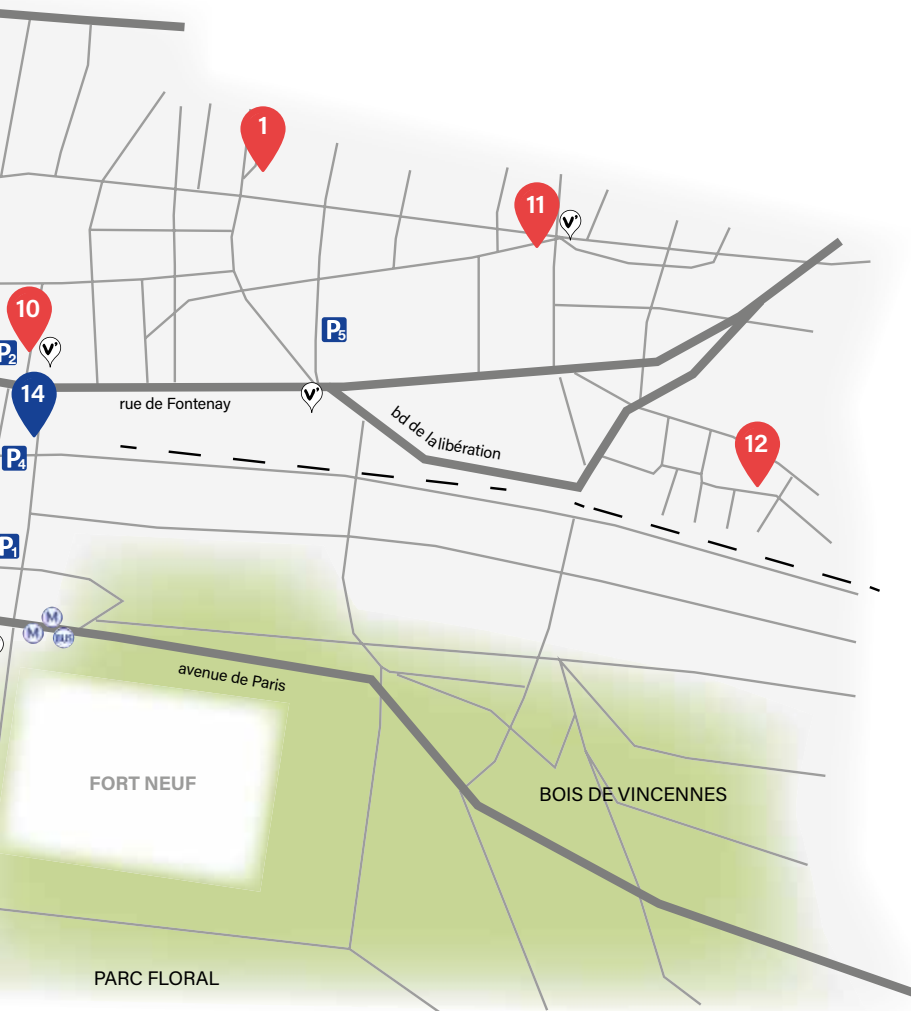 1
11
V'
10
P5
P2
V'
14
V'
rue de Fontenay
bd de la libération
12
P4
P1
M
M
BUS
avenue de Paris
FORT NEUF
BOIS DE VINCENNES
PARC FLORAL